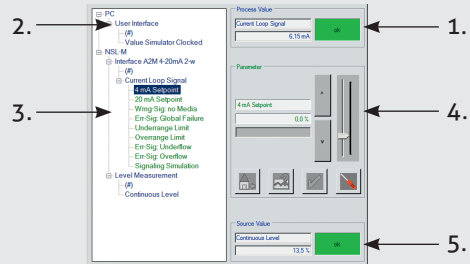 1.
2.
3.
4.
5.
PC
User Interface
(#)
Value Simulator Clocked
NSL-M
Interface A2M 4-20mA 2-w
(#)
Current Loop Signal
4 mA Setpoint
20 mA Setpoint
Wrng-Sig: no Media
Err-Sig: Global Failure
Underrange Limit
Overrange Limit
Err-Sig: Underflow
Err-Sig: Overflow
Signaling Simulation
Level Measurement
(#)
Continuous Level
Process Value
Current Loop Signal
6.15 mA
ok
Parameter
4 mA Setpoint
0,0 %
Source Value
Continuous Level
13,5 %
ok